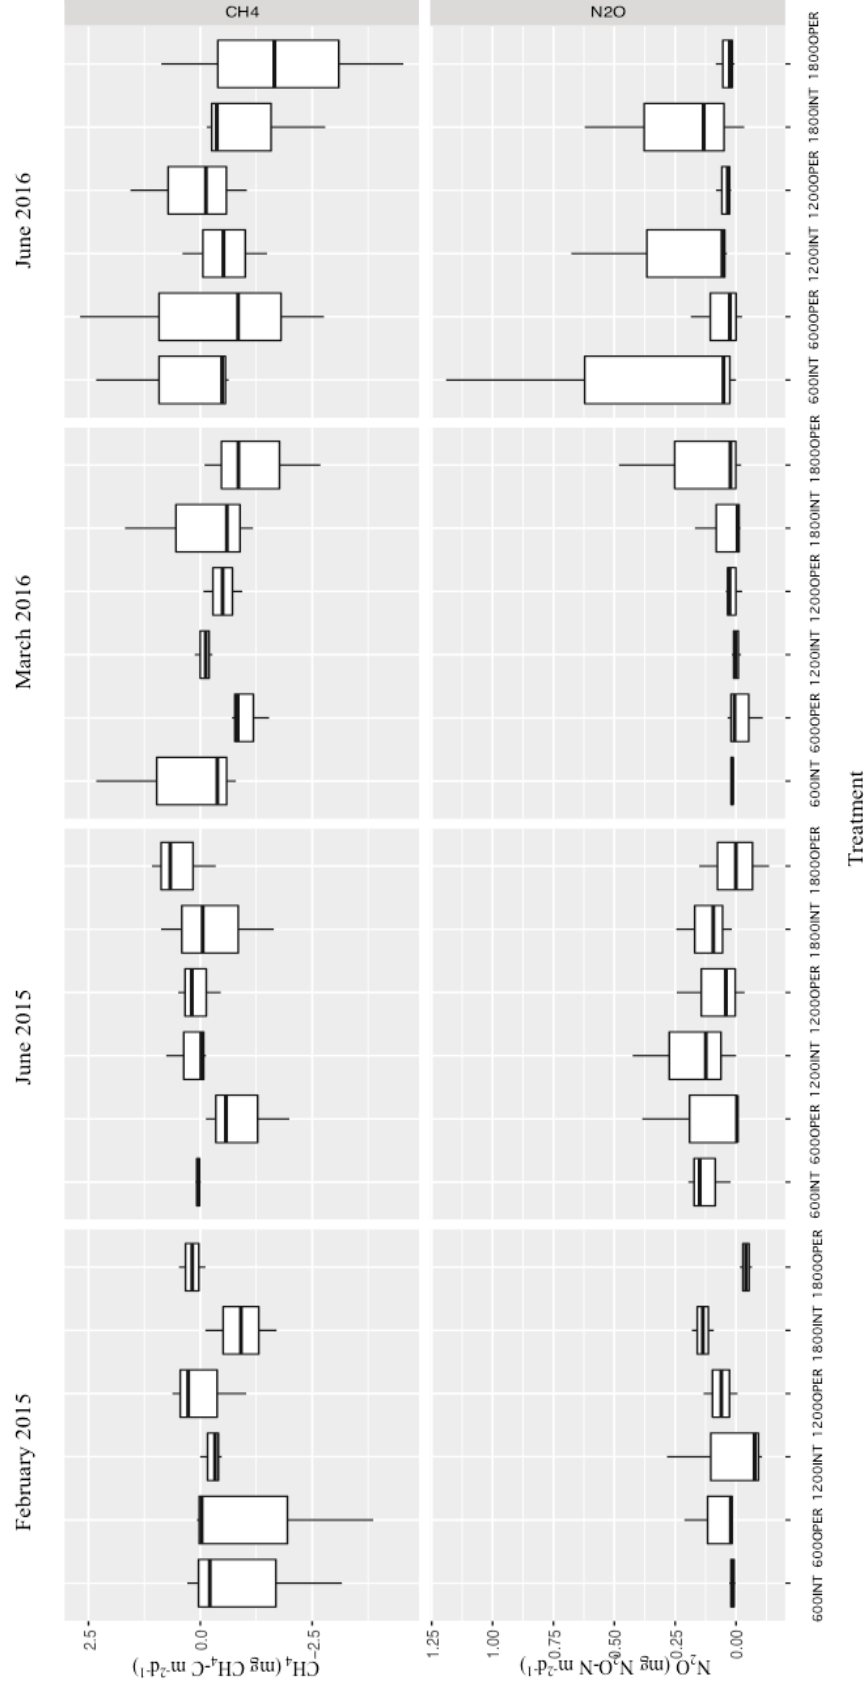 February 2015 June 2015 March 2016 June 2016
CH4
2.5
0.0
-2.5
CH4 (mg CH4-C m-2d-1)
N2O
1.25
1.00
0.75
0.50
0.25
0.00
N2O (mg N2O-N m-2d-1)
600INT 600OPER 1200INT 1200OPER 1800INT 1800OPER 600INT 600OPER 1200INT 1200OPER 1800INT 1800OPER 600INT 600OPER 1200INT 1200OPER 1800INT 1800OPER 600INT 600OPER 1200INT 1200OPER 1800INT 1800OPER
Treatment